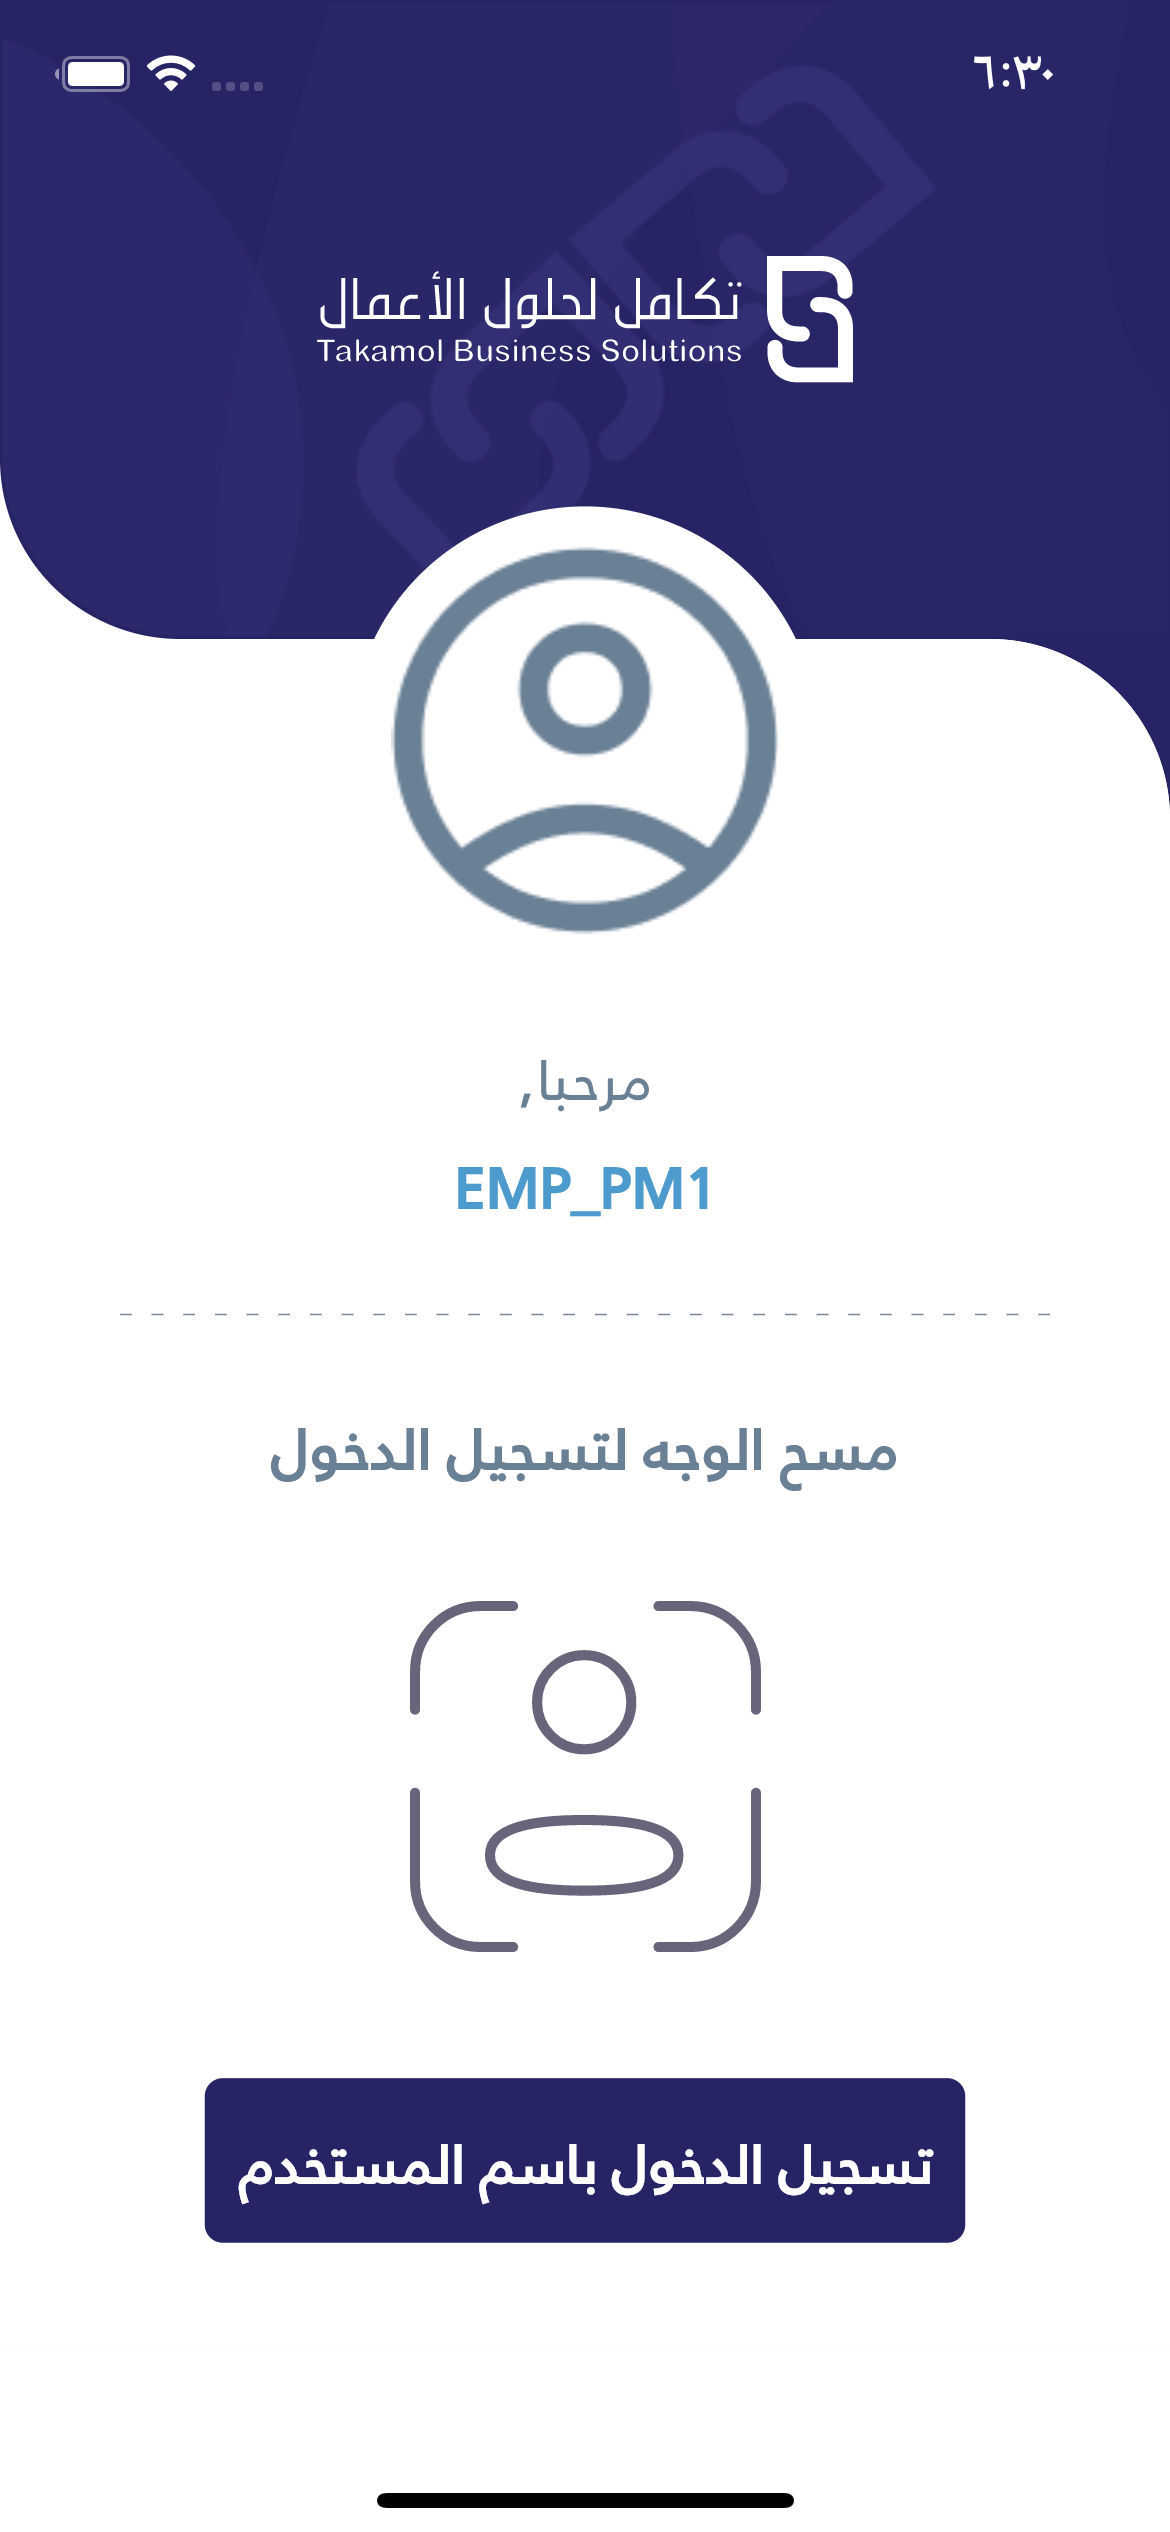 ٦:٣٠
تكامل لحلول الأعمال
Takamol Business Solutions
مرحبا,
EMP_PM1
مسح الوجه لتسجيل الدخول
تسجيل الدخول باسم المستخدم